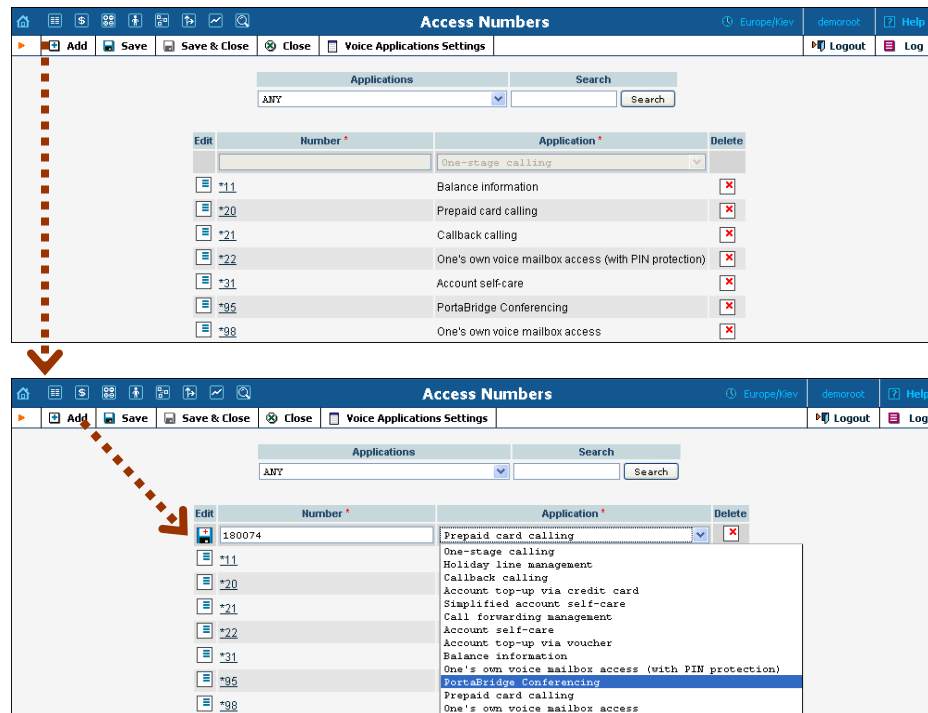 Access Numbers Europe/Kiev demoroot Help
Add Save Save & Close Close Voice Applications Settings Logout Log
Applications Search
ANY Search
Edit Number * Application * Delete
One-stage calling
*11 Balance information
*20 Prepaid card calling
*21 Callback calling
*22 One's own voice mailbox access (with PIN protection)
*31 Account self-care
*95 PortaBridge Conferencing
*98 One's own voice mailbox access
Access Numbers Europe/Kiev demoroot Help
Add Save Save & Close Close Voice Applications Settings Logout Log
Applications Search
ANY Search
Edit Number * Application * Delete
180074 Prepaid card calling
One-stage calling
*11
Holiday line management
Callback calling
*20
Account top-up via credit card
Simplified account self-care
*21
Call forwarding management
Account self-care
*22
Account top-up via voucher
Balance information
*31
One's own voice mailbox access (with PIN protection)
*95
PortaBridge Conferencing
Prepaid card calling
*98
One's own voice mailbox access